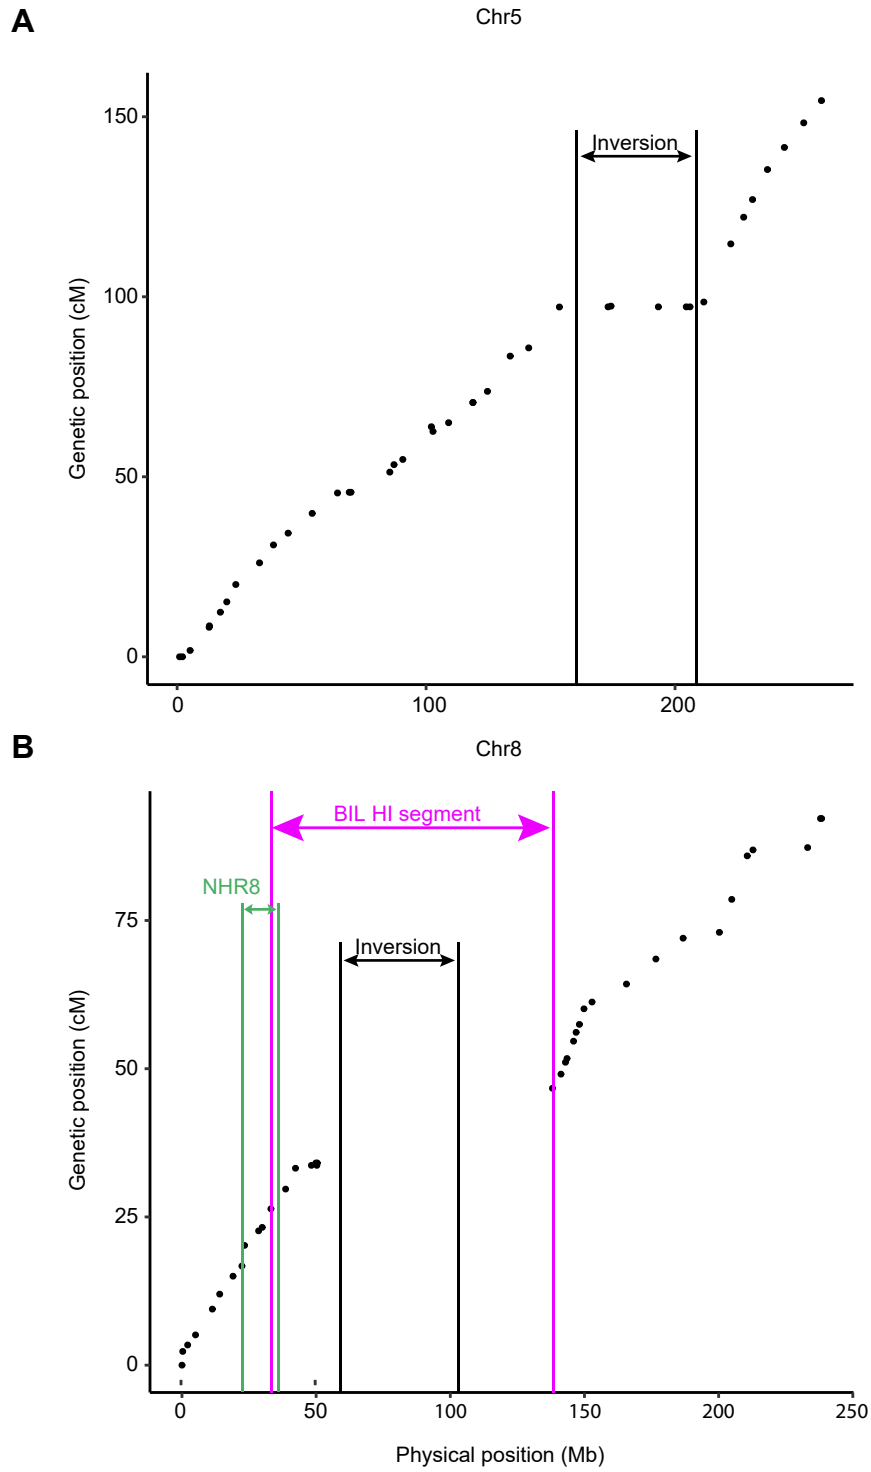 A
Chr5
150
Inversion
100
Genetic position (cM)
50
0
0 100 200
B
Chr8
BIL HI segment
NHR8
75
Inversion
Genetic position (cM)
50
25
0
0 50 100 150 200 250
Physical position (Mb)